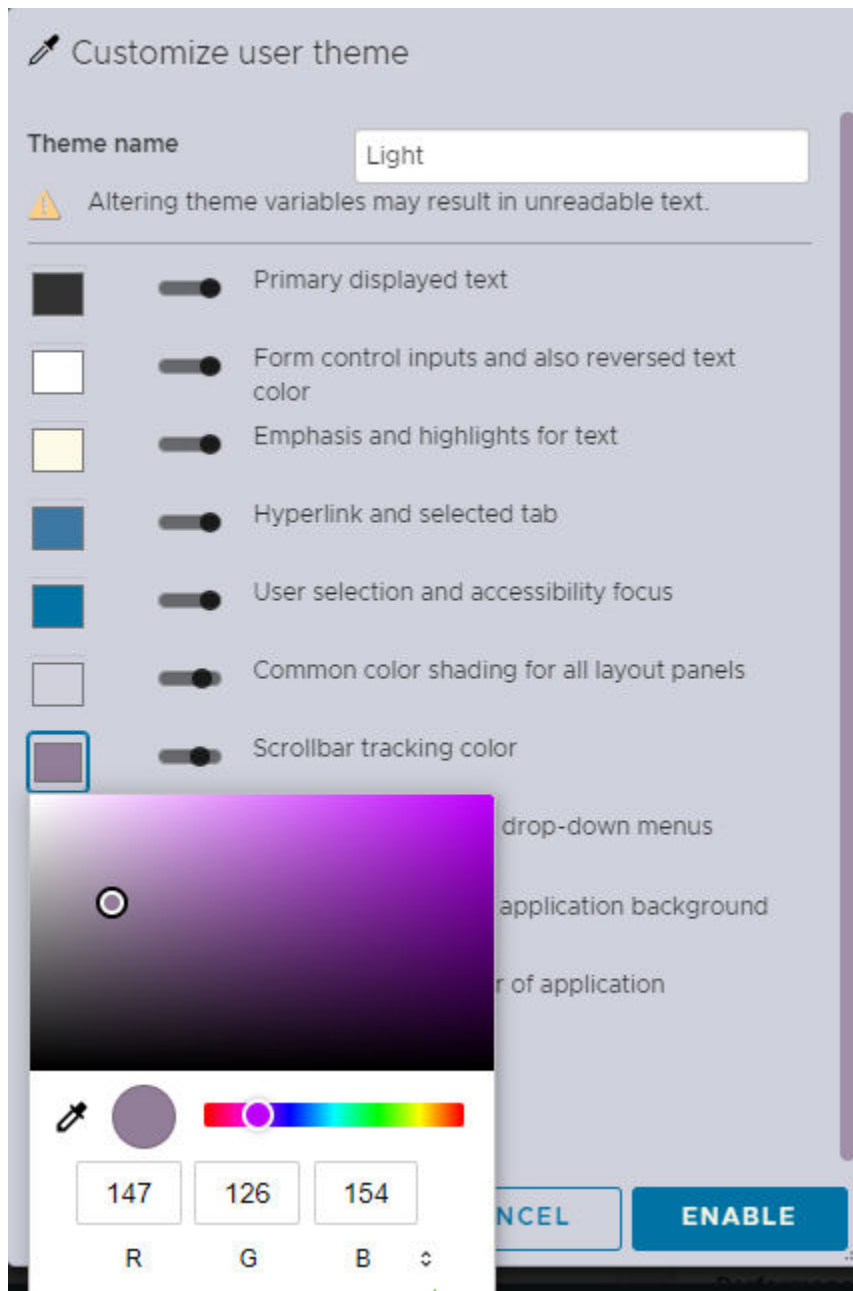 Customize user theme
Theme name
Light
Altering theme variables may result in unreadable text.
Primary displayed text
Form control inputs and also reversed text
color
Emphasis and highlights for text
Hyperlink and selected tab
User selection and accessibility focus
Common color shading for all layout panels
Scrollbar tracking color
drop-down menus
application background
r of application
147 126 154
R G B
NCEL
ENABLE